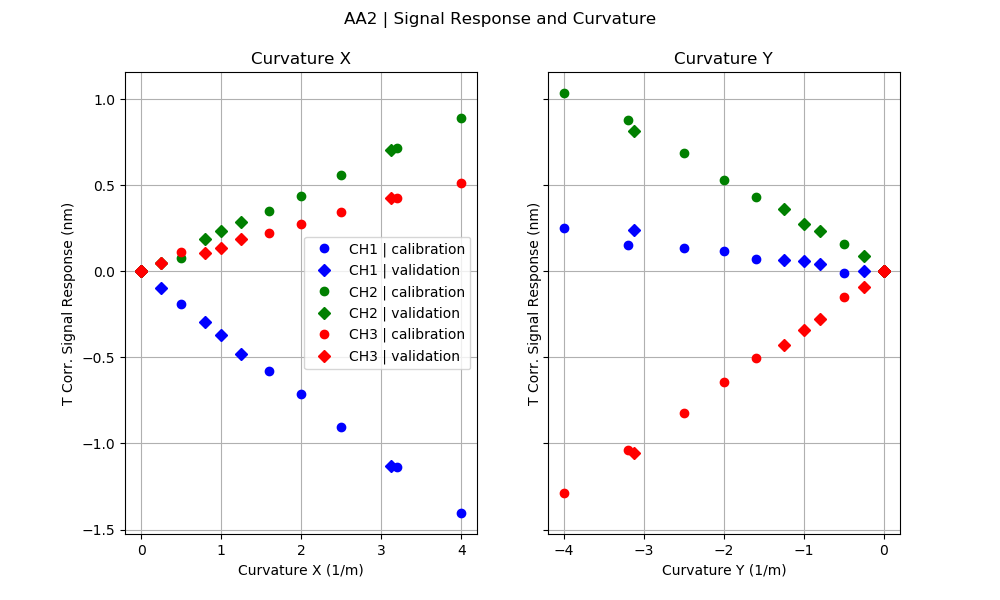 AA2 | Signal Response and Curvature
Curvature X
T Corr. Signal Response (nm)
1.0
0.5
0.0
−0.5
−1.0
−1.5
0 1 2 3 4
Curvature X (1/m)
CH1 | calibration
CH1 | validation
CH2 | calibration
CH2 | validation
CH3 | calibration
CH3 | validation
Curvature Y
T Corr. Signal Response (nm)
−4 −3 −2 −1 0
Curvature Y (1/m)